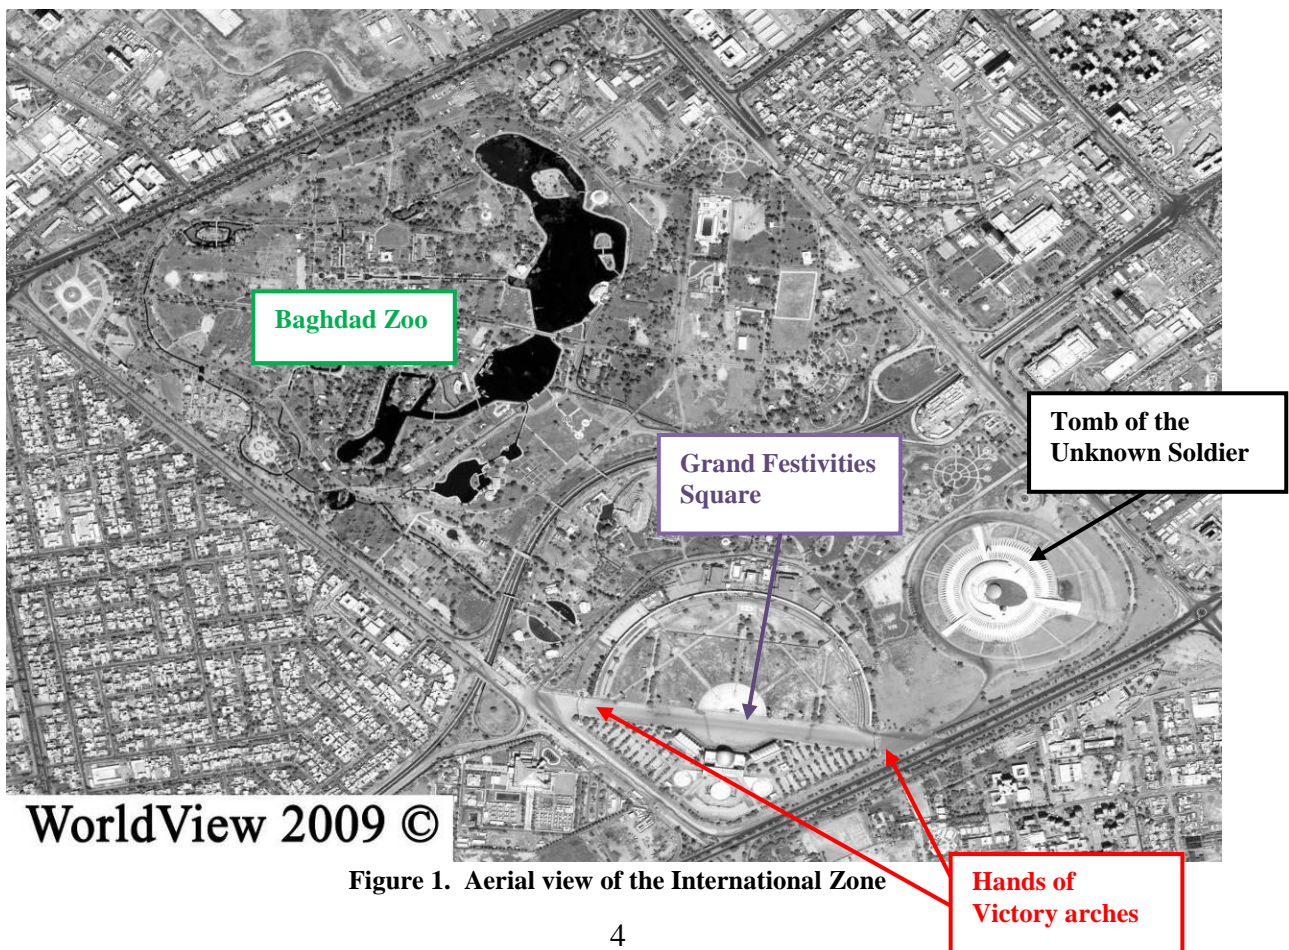 Baghdad Zoo
Tomb of the
Unknown Soldier
Grand Festivities
Square
WorldView 2009 ©
Figure 1.  Aerial view of the International Zone
Hands of
Victory arches
4